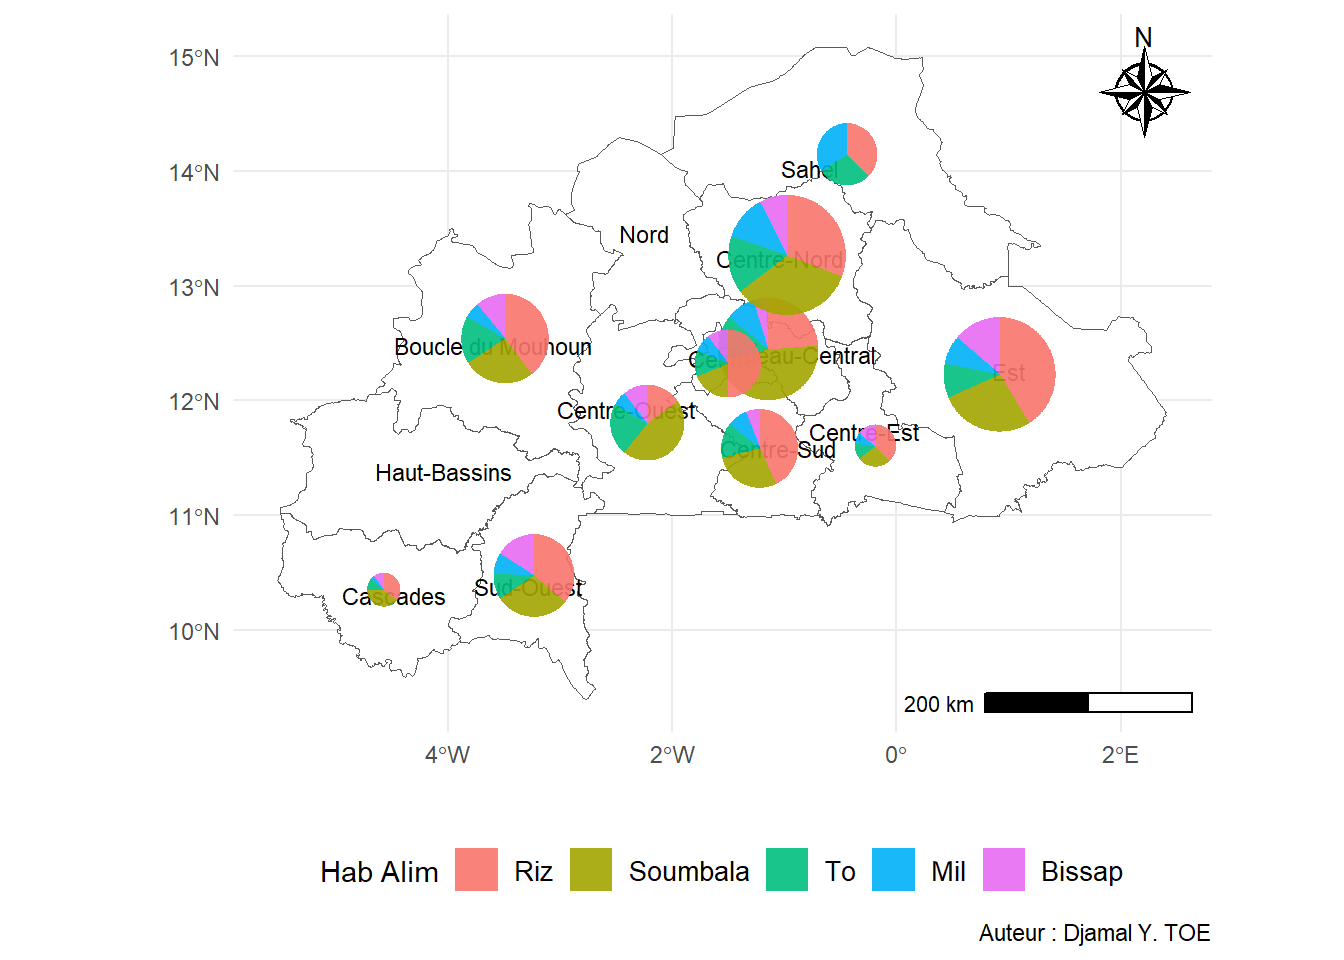 N
15°N
14°N
13°N
12°N
11°N
10°N
Sahel
Nord
Centre-Nord
Boucle du Mouhoun
Est
Centre-Ouest
Centre-Est
Centre-Sud
Haut-Bassins
Cascades
Sud-Ouest
200 km
4°W 2°W 0° 2°E
Hab Alim Riz Soumbala To Mil Bissap
Auteur : Djamal Y. TOE